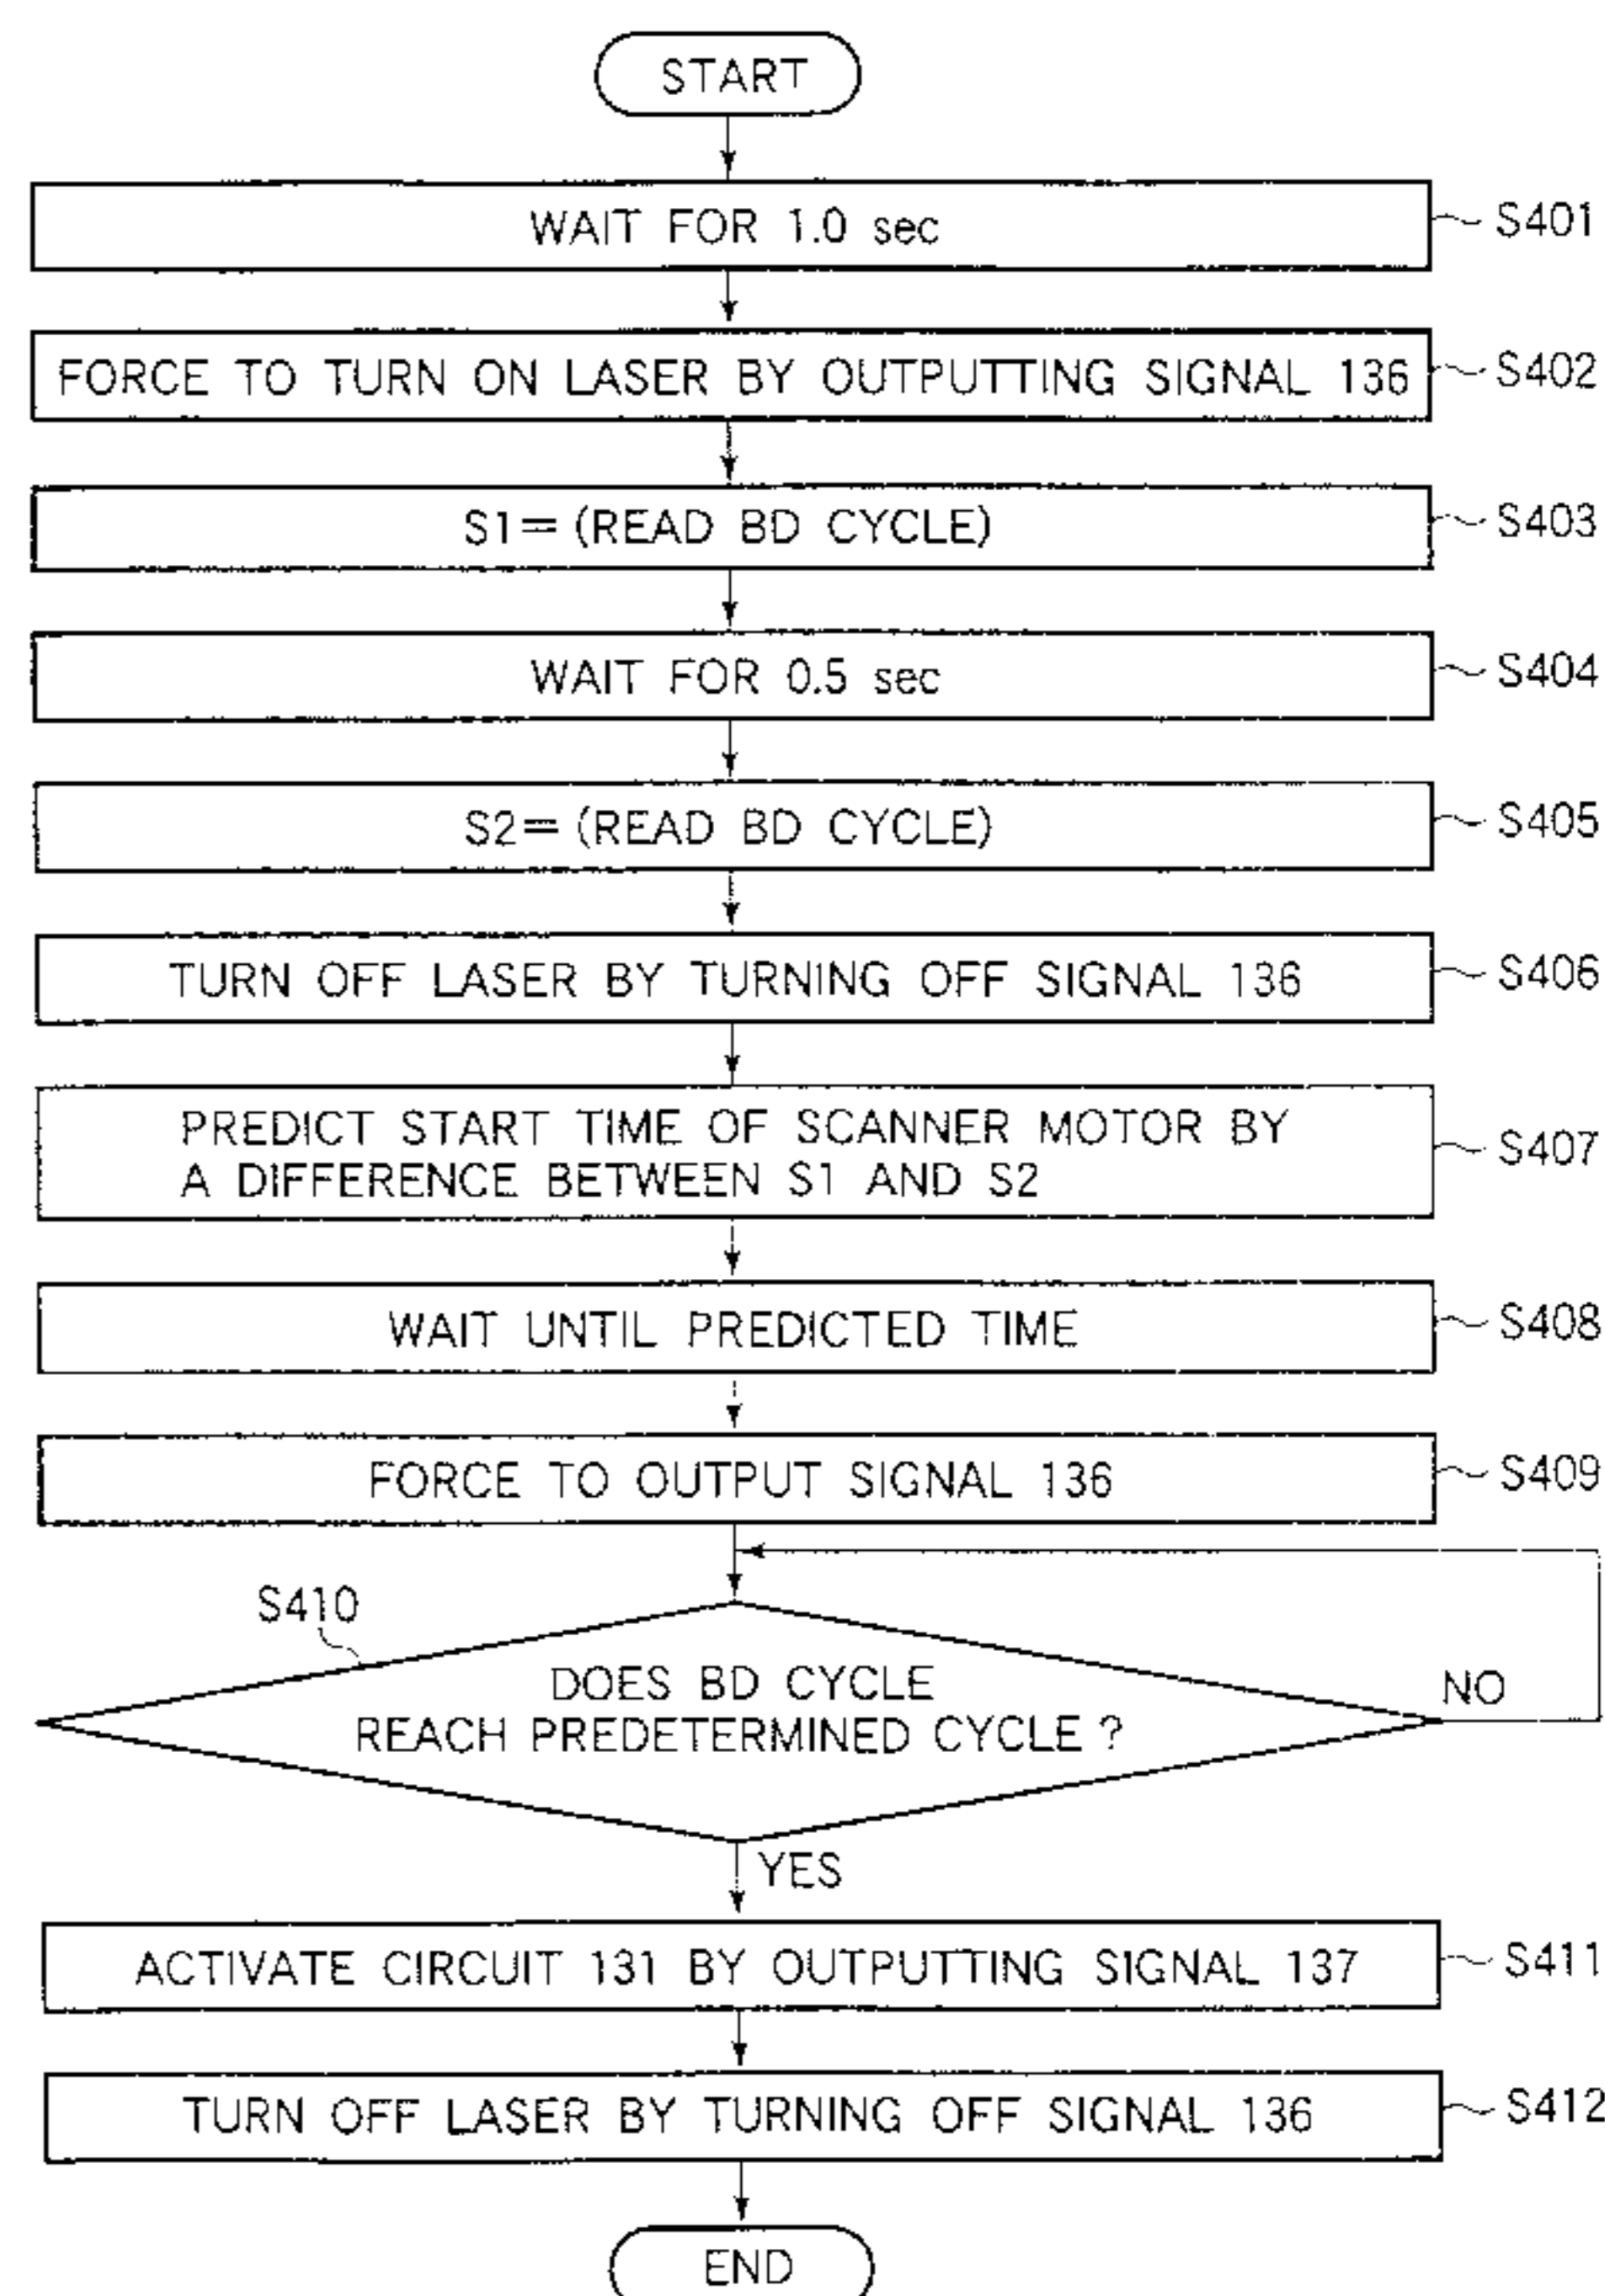 START
WAIT FOR 1.0 sec
S401
FORCE TO TURN ON LASER BY OUTPUTTING SIGNAL 136
S402
S1=(READ BD CYCLE)
S403
WAIT FOR 0.5 sec
S404
S2=(READ BD CYCLE)
S405
TURN OFF LASER BY TURNING OFF SIGNAL 136
S406
PREDICT START TIME OF SCANNER MOTOR BY
A DIFFERENCE BETWEEN S1 AND S2
S407
WAIT UNTIL PREDICTED TIME
S408
FORCE TO OUTPUT SIGNAL 136
S409
S410
DOES BD CYCLE
REACH PREDETERMINED CYCLE ?
NO
YES
ACTIVATE CIRCUIT 131 BY OUTPUTTING SIGNAL 137
S411
TURN OFF LASER BY TURNING OFF SIGNAL 136
S412
END